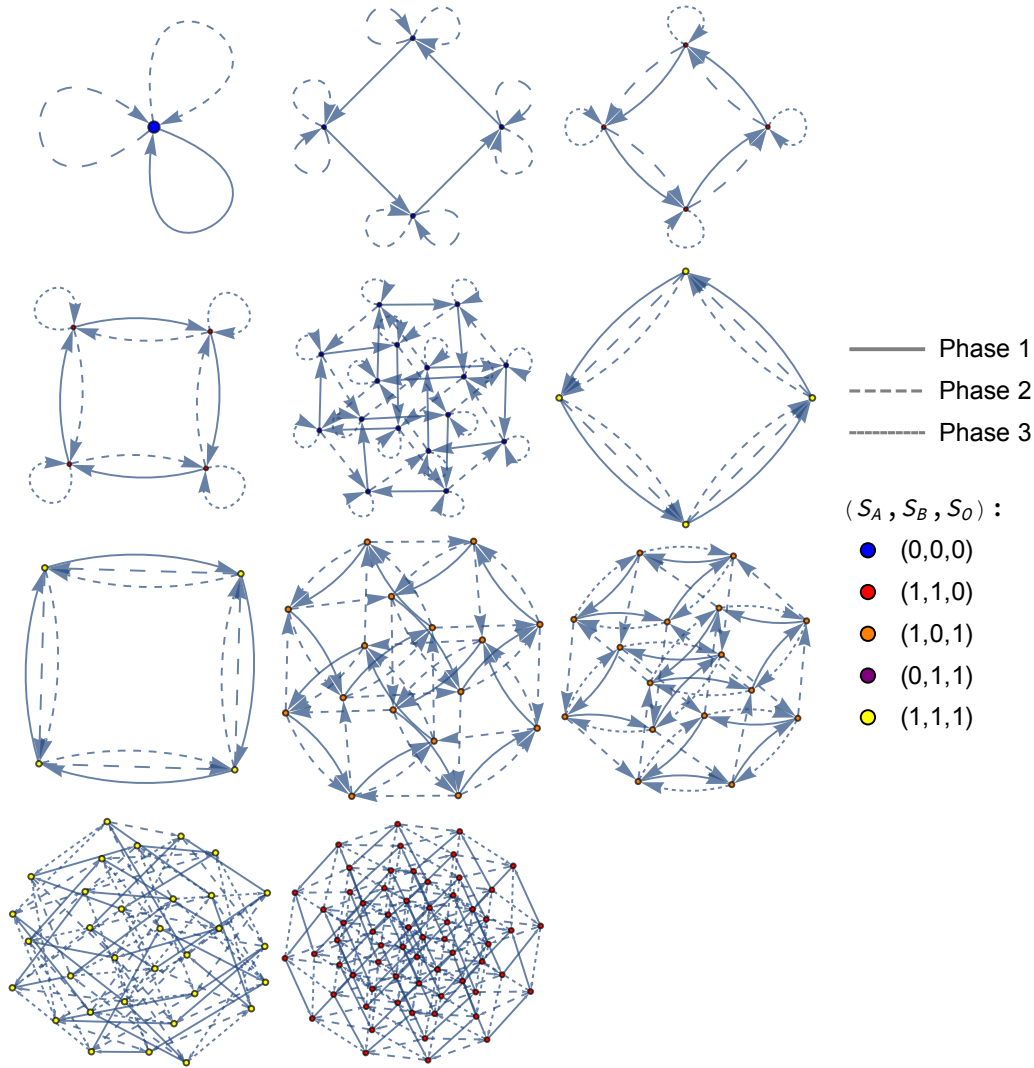 Phase 1
Phase 2
Phase 3
(S_A, S_B, S_O):
(0,0,0)
(1,1,0)
(1,0,1)
(0,1,1)
(1,1,1)